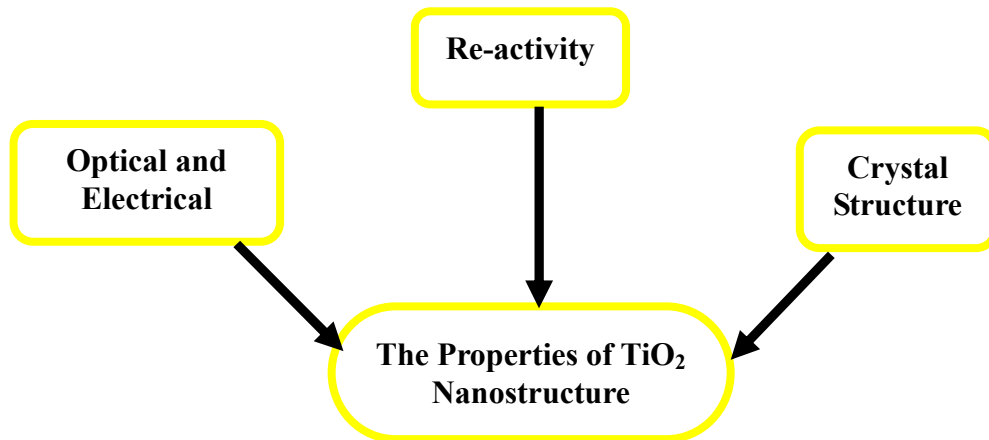 Re-activity
Optical and
Electrical
Crystal
Structure
The Properties of TiO₂
Nanostructure